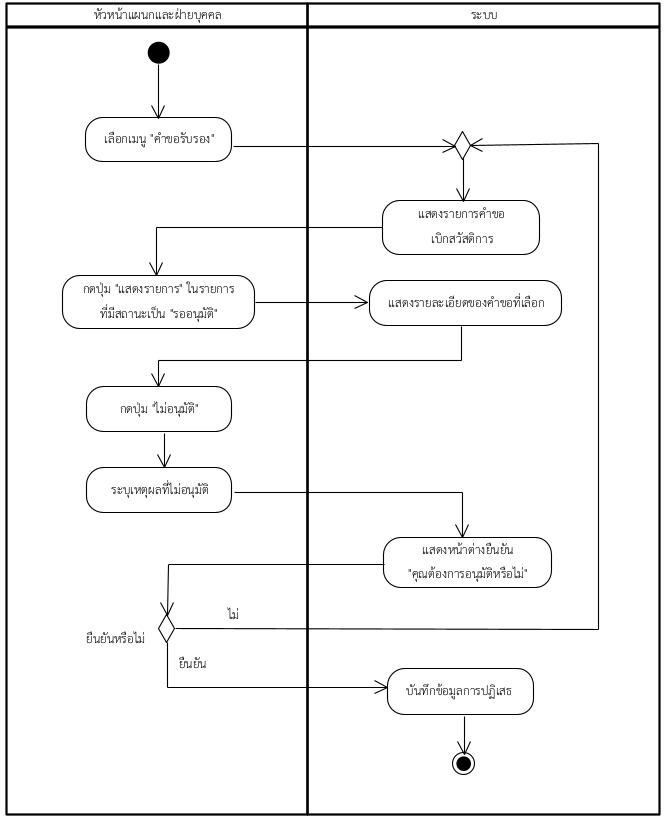 หัวหน้าแผนกและฝ่ายบุคคล
ระบบ
เลือกเมนู "คำขอรับรอง"
แสดงรายการคำขอ
เบิกสวัสดิการ
กดปุ่ม "แสดงรายการ" ในรายการ
ที่มีสถานะเป็น "รออนุมัติ"
แสดงรายละเอียดของคำขอที่เลือก
กดปุ่ม "ไม่อนุมัติ"
ระบุเหตุผลที่ไม่อนุมัติ
แสดงหน้าต่างยืนยัน
"คุณต้องการอนุมัติหรือไม่"
ไม่
ยืนยันหรือไม่
ยืนยัน
บันทึกข้อมูลการปฏิเสธ